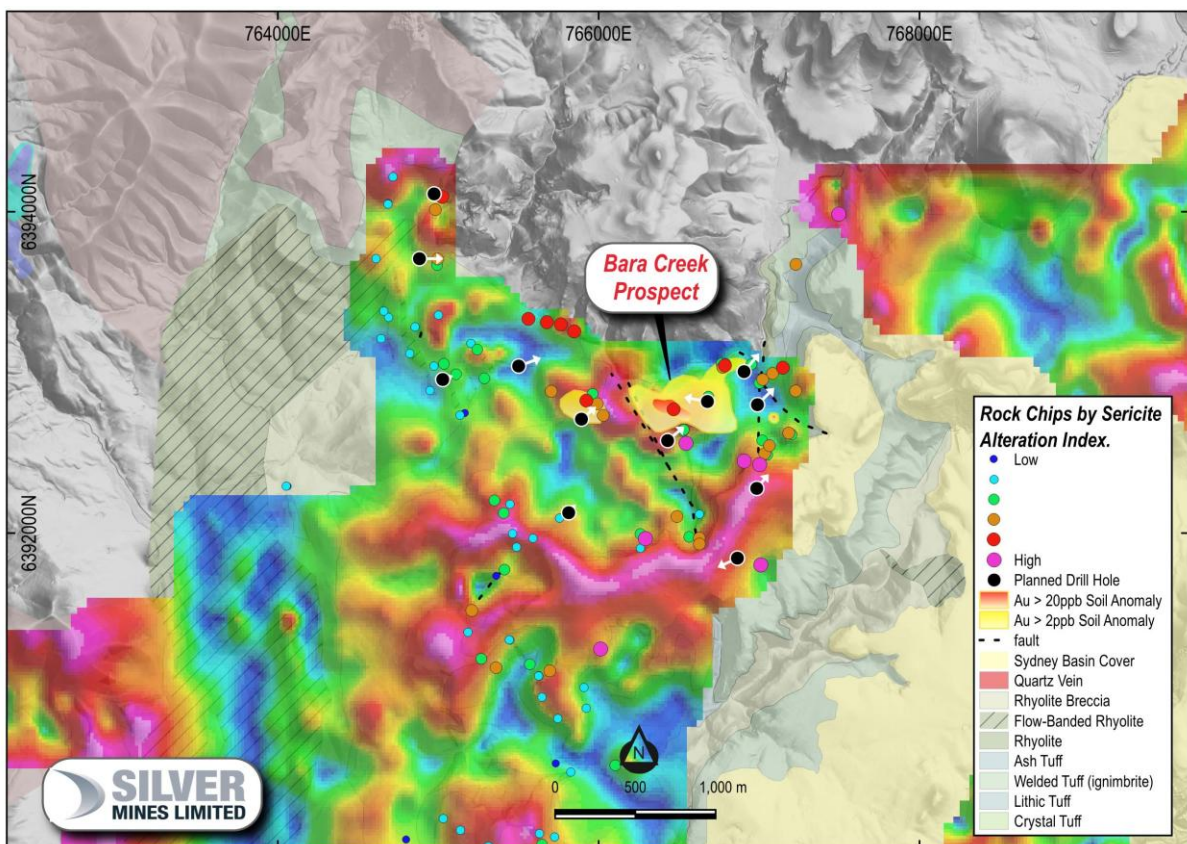 764000E
766000E
768000E
6394000N
6392000N
Bara Creek
Prospect
Rock Chips by Sericite
Alteration Index.
Low
High
Planned Drill Hole
Au > 20ppb Soil Anomaly
Au > 2ppb Soil Anomaly
fault
Sydney Basin Cover
Quartz Vein
Rhyolite Breccia
Flow-Banded Rhyolite
Rhyolite
Ash Tuff
Welded Tuff (ignimbrite)
Lithic Tuff
Crystal Tuff
N
0
500
1,000 m
SILVER
MINES LIMITED